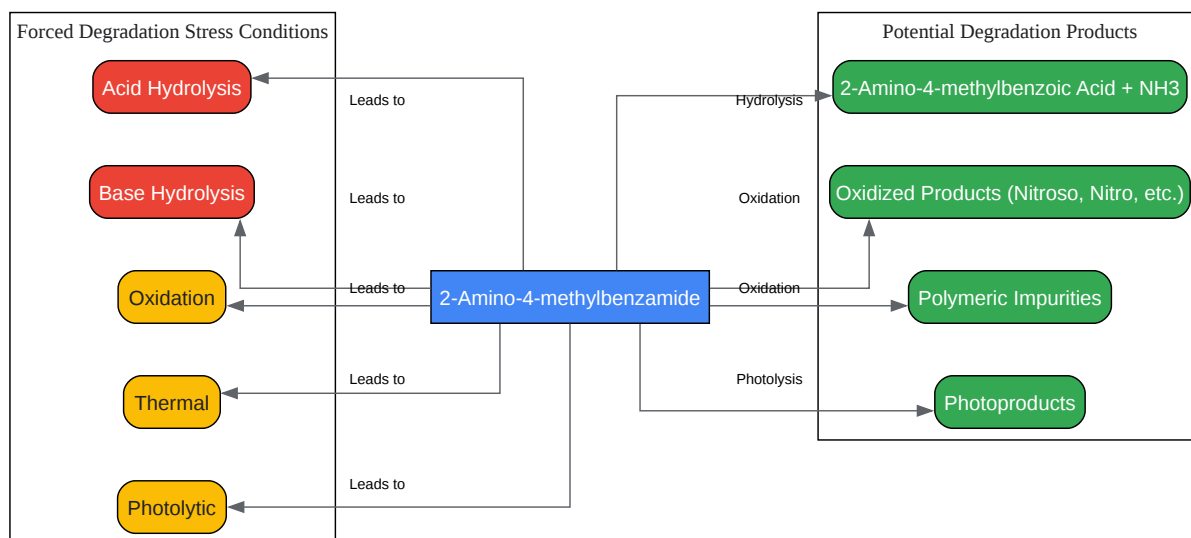 Forced Degradation Stress Conditions
Acid Hydrolysis
Base Hydrolysis
Oxidation
Thermal
Photolytic
Leads to
Leads to
Leads to
Leads to
Leads to
2-Amino-4-methylbenzamide
Hydrolysis
Oxidation
Oxidation
Photolysis
Potential Degradation Products
2-Amino-4-methylbenzoic Acid + NH3
Oxidized Products (Nitroso, Nitro, etc.)
Polymeric Impurities
Photoproducts